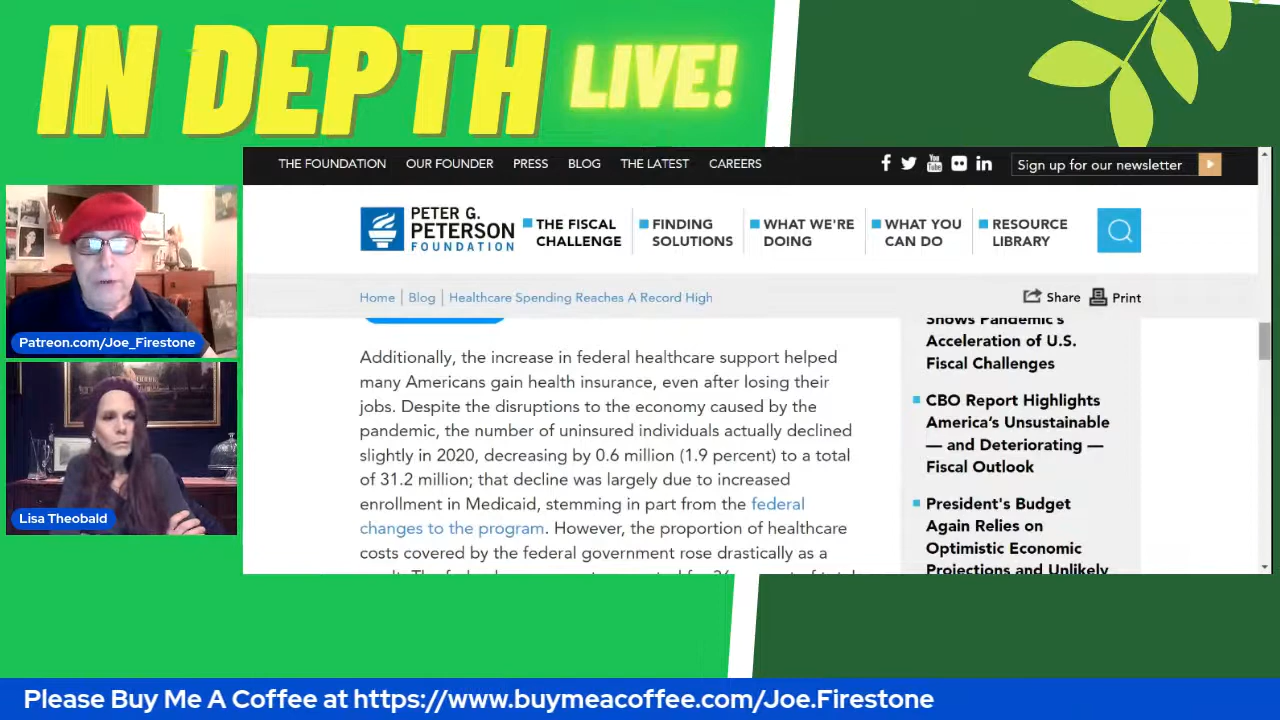 IN DEPTH LIVE!
THE FOUNDATION OUR FOUNDER PRESS BLOG THE LATEST CAREERS
You
Tube
in
Sign up for our newsletter
PETER G.
PETERSON
FOUNDATION
THE FISCAL
CHALLENGE
FINDING
SOLUTIONS
WHAT WE'RE
DOING
WHAT YOU
CAN DO
RESOURCE
LIBRARY
Home Blog Healthcare Spending Reaches A Record High
Share Print
Patreon.com/Joe_Firestone
Lisa Theobald
Additionally, the increase in federal healthcare support helped
many Americans gain health insurance, even after losing their
jobs. Despite the disruptions to the economy caused by the
pandemic, the number of uninsured individuals actually declined
slightly in 2020, decreasing by 0.6 million (1.9 percent) to a total
of 31.2 million; that decline was largely due to increased
enrollment in Medicaid, stemming in part from the federal
changes to the program. However, the proportion of healthcare
costs covered by the federal government rose drastically as a
Shows Pandemic's
Acceleration of U.S.
Fiscal Challenges
CBO Report Highlights
America's Unsustainable
— and Deteriorating —
Fiscal Outlook
President's Budget
Again Relies on
Optimistic Economic
Projections and Unlikely
Please Buy Me A Coffee at https://www.buymeacoffee.com/Joe.Firestone